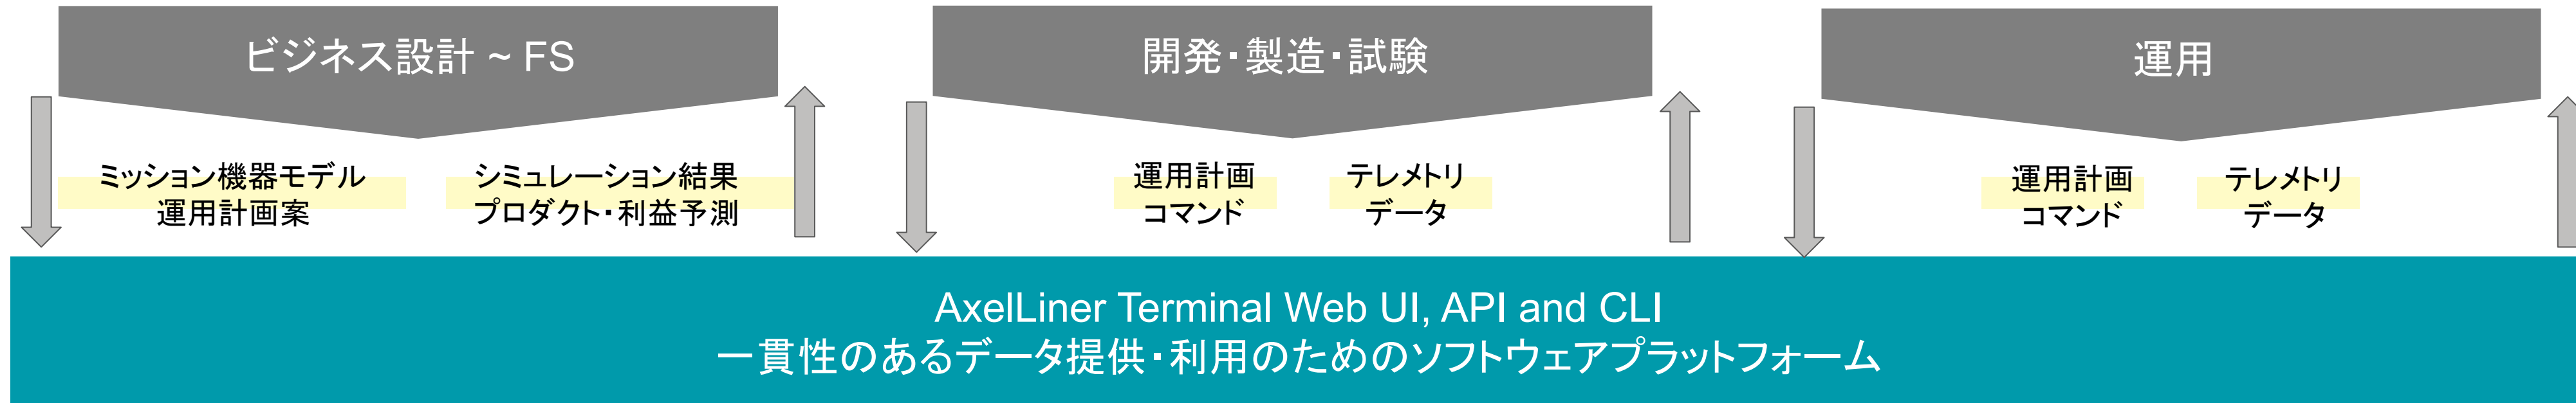 ビジネス設計 ~ FS
開発・製造・試験
運用
ミッション機器モデル
運用計画案
シミュレーション結果
プロダクト・利益予測
運用計画
コマンド
テレメトリ
データ
運用計画
コマンド
テレメトリ
データ
AxelLiner Terminal Web UI, API and CLI
一貫性のあるデータ提供・利用のためのソフトウェアプラットフォーム